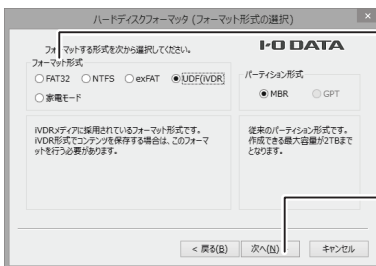 ハードディスクフォーマッタ (フォーマット形式の選択)
フォーマットする形式を次から選択してください。
I-O DATA
フォーマット形式
FAT32 NTFS exFAT UDF(iVDR)
家電モード
パーティション形式
MBR GPT
iVDRメディアに採用されているフォーマット形式です。
iVDR形式でコンテンツを保存する場合は、このフォーマ
ットを行う必要があります。
従来のパーティション形式です。
作成できる最大容量が2TBまで
となります。
< 戻る(B) 次へ(N) キャンセル